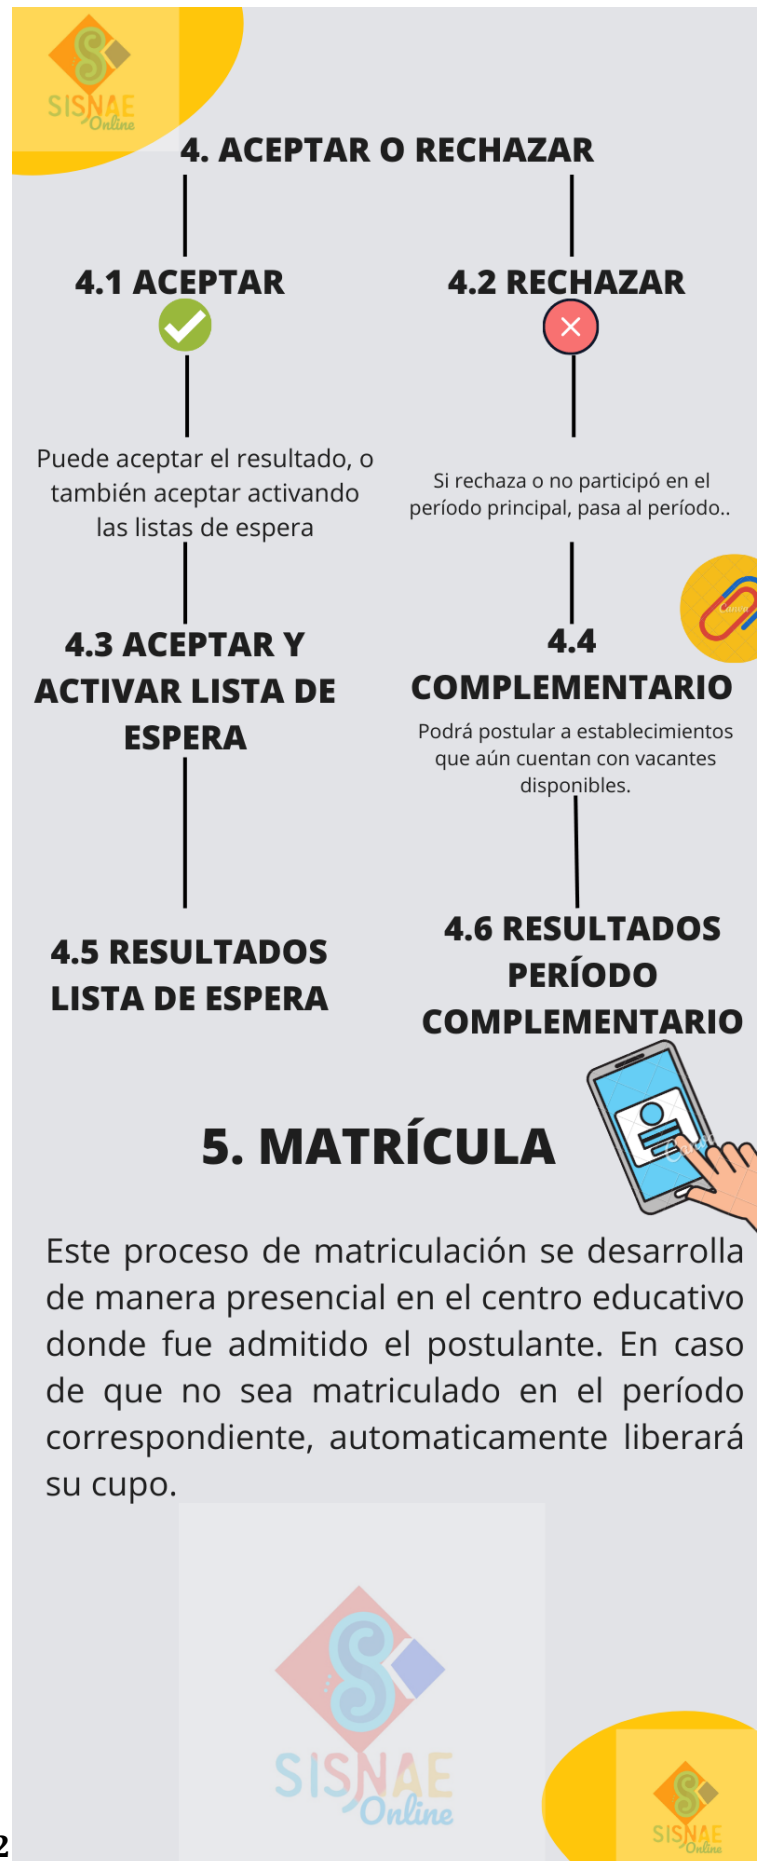 SISNAE
Online
4. ACEPTAR O RECHAZAR
4.1 ACEPTAR
4.2 RECHAZAR
Puede aceptar el resultado, o
también aceptar activando
las listas de espera
Si rechaza o no participó en el
período principal, pasa al período..
4.3 ACEPTAR Y
ACTIVAR LISTA DE
ESPERA
4.4
COMPLEMENTARIO
Podrá postular a establecimientos
que aún cuentan con vacantes
disponibles.
4.5 RESULTADOS
LISTA DE ESPERA
4.6 RESULTADOS
PERÍODO
COMPLEMENTARIO
5. MATRÍCULA
Este proceso de matriculación se desarrolla
de manera presencial en el centro educativo
donde fue admitido el postulante. En caso
de que no sea matriculado en el período
correspondiente, automaticamente liberará
su cupo.
SISNAE
Online
SISNAE
Online
2